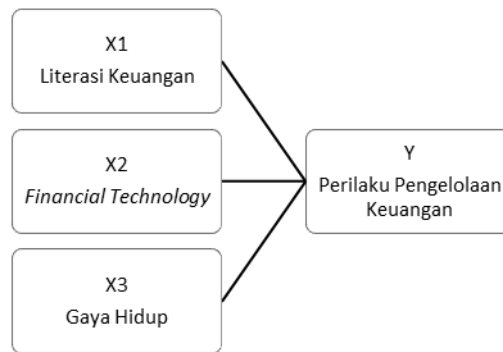 X1
Literasi Keuangan
X2
Financial Technology
X3
Gaya Hidup
Y
Perilaku Pengelolaan
Keuangan